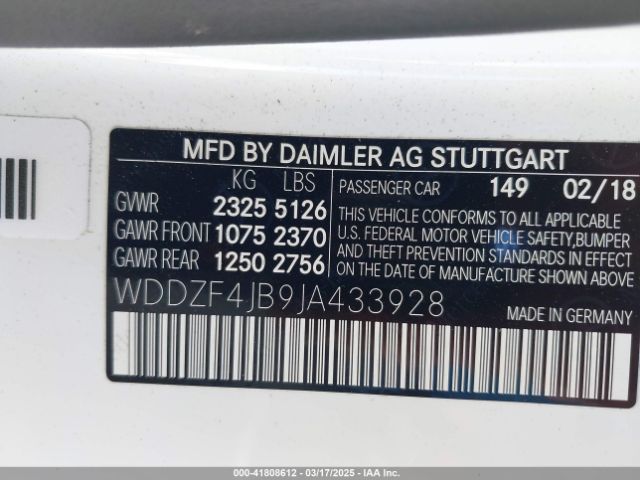 MFD BY DAIMLER AG STUTTGART
KG LBS
GVWR 2325 5126
GAWR FRONT 1075 2370
GAWR REAR 1250 2756
PASSENGER CAR 149 02/18
THIS VEHICLE CONFORMS TO ALL APPLICABLE
U.S. FEDERAL MOTOR VEHICLE SAFETY,BUMPER
AND THEFT PREVENTION STANDARDS IN EFFECT
ON THE DATE OF MANUFACTURE SHOWN ABOVE
WDDZF4JB9JA433928
MADE IN GERMANY
000-41808612 - 03/17/2025 - IAAI.COM